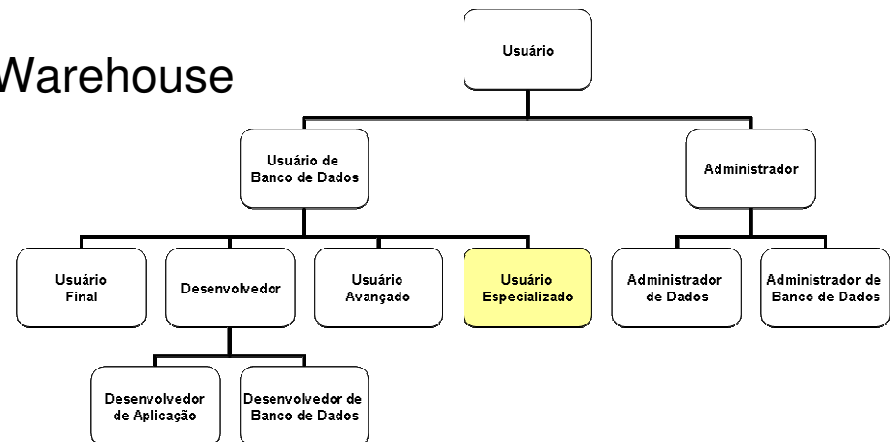 Warehouse
Usuário
Usuário de
Banco de Dados
Administrador
Usuário
Final
Desenvolvedor
Usuário
Avançado
Usuário
Especializado
Administrador
de Dados
Administrador de
Banco de Dados
Desenvolvedor
de Aplicação
Desenvolvedor de
Banco de Dados